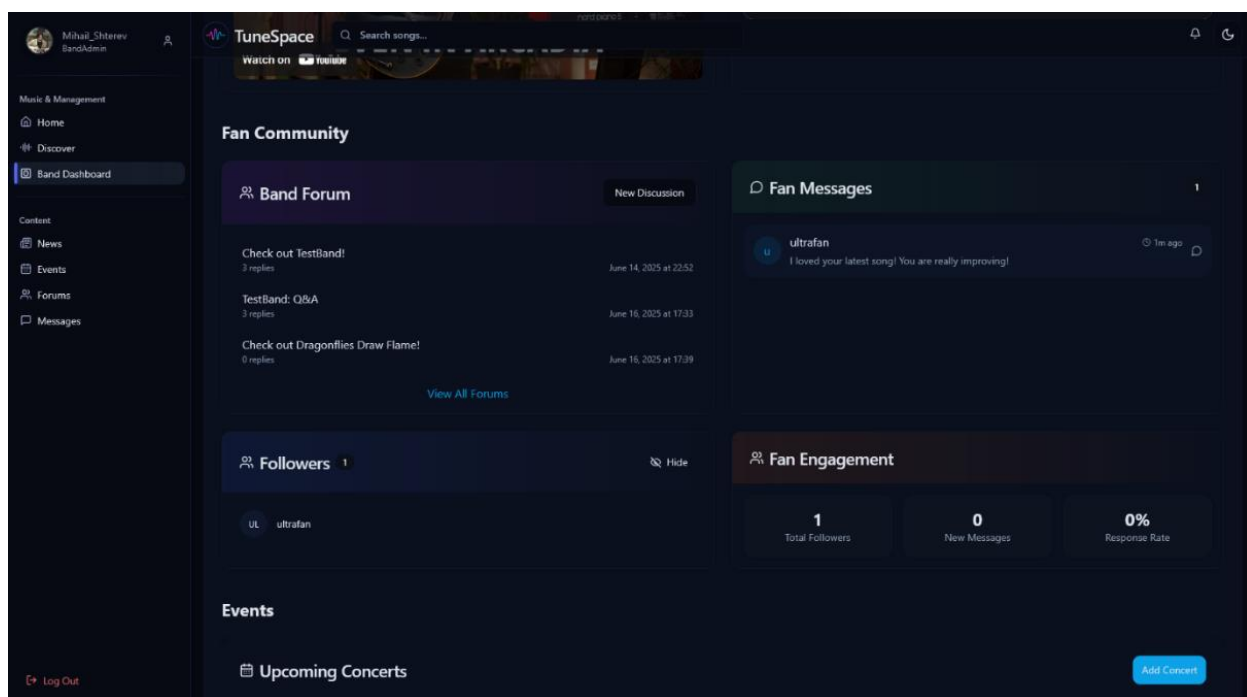 Mihail_Shterev
BandAdmin
TuneSpace
Search songs...
Watch on YouTube
Music & Management
Home
Discover
Band Dashboard
Content
News
Events
Forums
Messages
Log Out
Fan Community
Band Forum
New Discussion
Check out TestBand!
3 replies
June 14, 2025 at 22:52
TestBand: Q&A
3 replies
June 16, 2025 at 17:33
Check out Dragonflies Draw Flame!
0 replies
June 16, 2025 at 17:39
View All Forums
Fan Messages
1
U
ultrafan
1m ago
I loved your latest song! You are really improving!
Followers 1
Hide
UL
ultrafan
Fan Engagement
1
Total Followers
0
New Messages
0%
Response Rate
Events
Upcoming Concerts
Add Concert